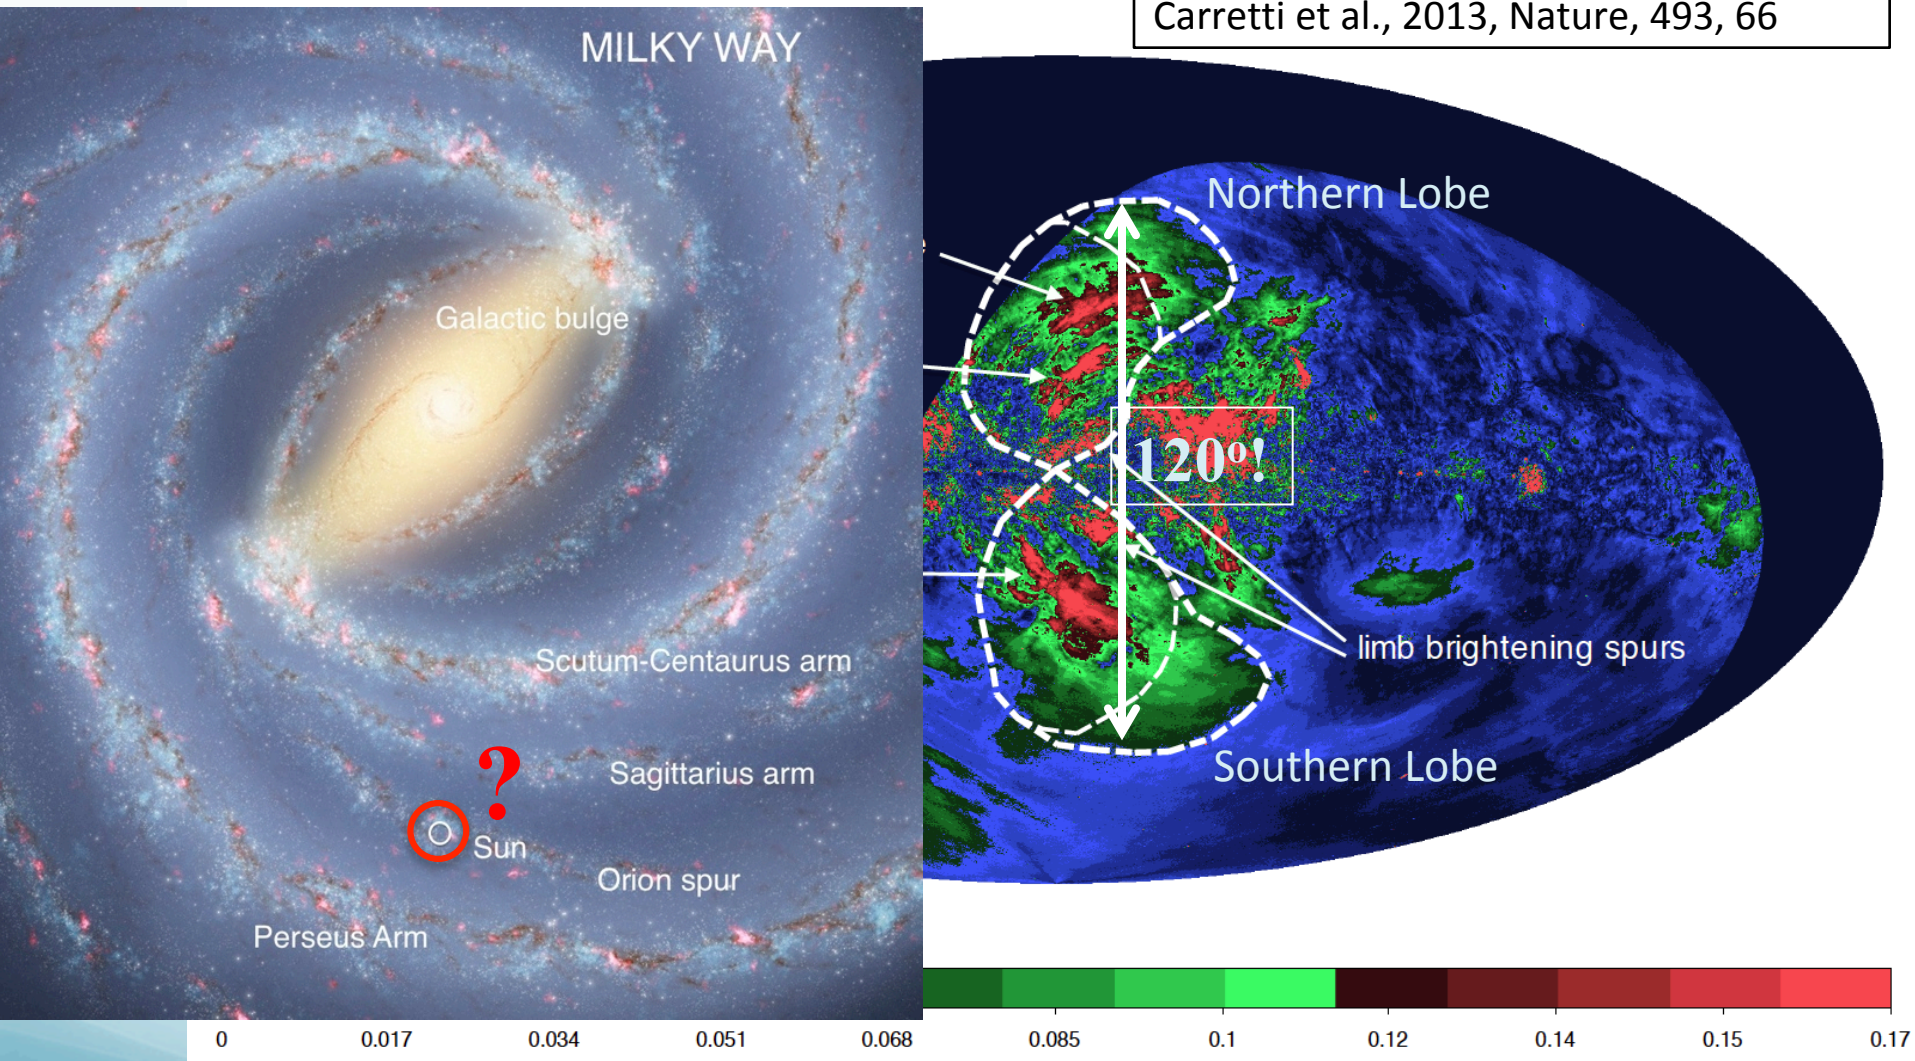 Carretti et al., 2013, Nature, 493, 66
MILKY WAY
Galactic bulge
Scutum-Centaurus arm
Sagittarius arm
?
Sun
Orion spur
Perseus Arm
Northern Lobe
120º!
limb brightening spurs
Southern Lobe
0 0.017 0.034 0.051 0.068 0.085 0.1 0.12 0.14 0.15 0.17